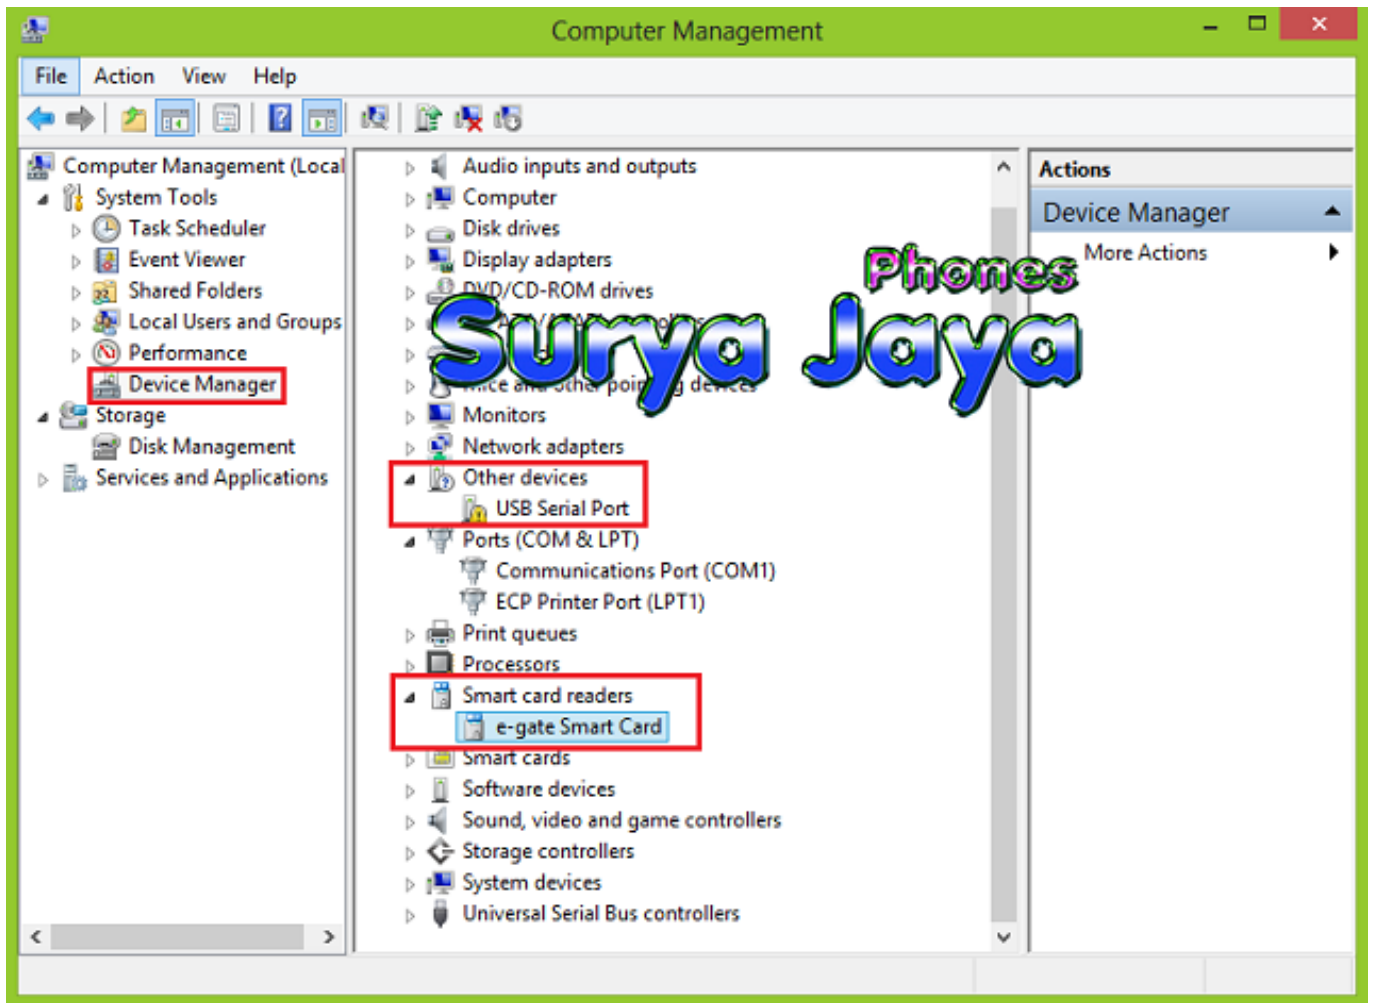 Computer Management
File Action View Help
Computer Management (Local
System Tools
Task Scheduler
Event Viewer
Shared Folders
Local Users and Groups
Performance
Device Manager
Storage
Disk Management
Services and Applications
Audio inputs and outputs
Computer
Disk drives
Display adapters
DVD/CD-ROM drives
Mice and other pointing devices
Monitors
Network adapters
Other devices
USB Serial Port
Ports (COM & LPT)
Communications Port (COM1)
ECP Printer Port (LPT1)
Print queues
Processors
Smart card readers
e-gate Smart Card
Smart cards
Software devices
Sound, video and game controllers
Storage controllers
System devices
Universal Serial Bus controllers
Phones
Surya Jaya
Actions
Device Manager
More Actions